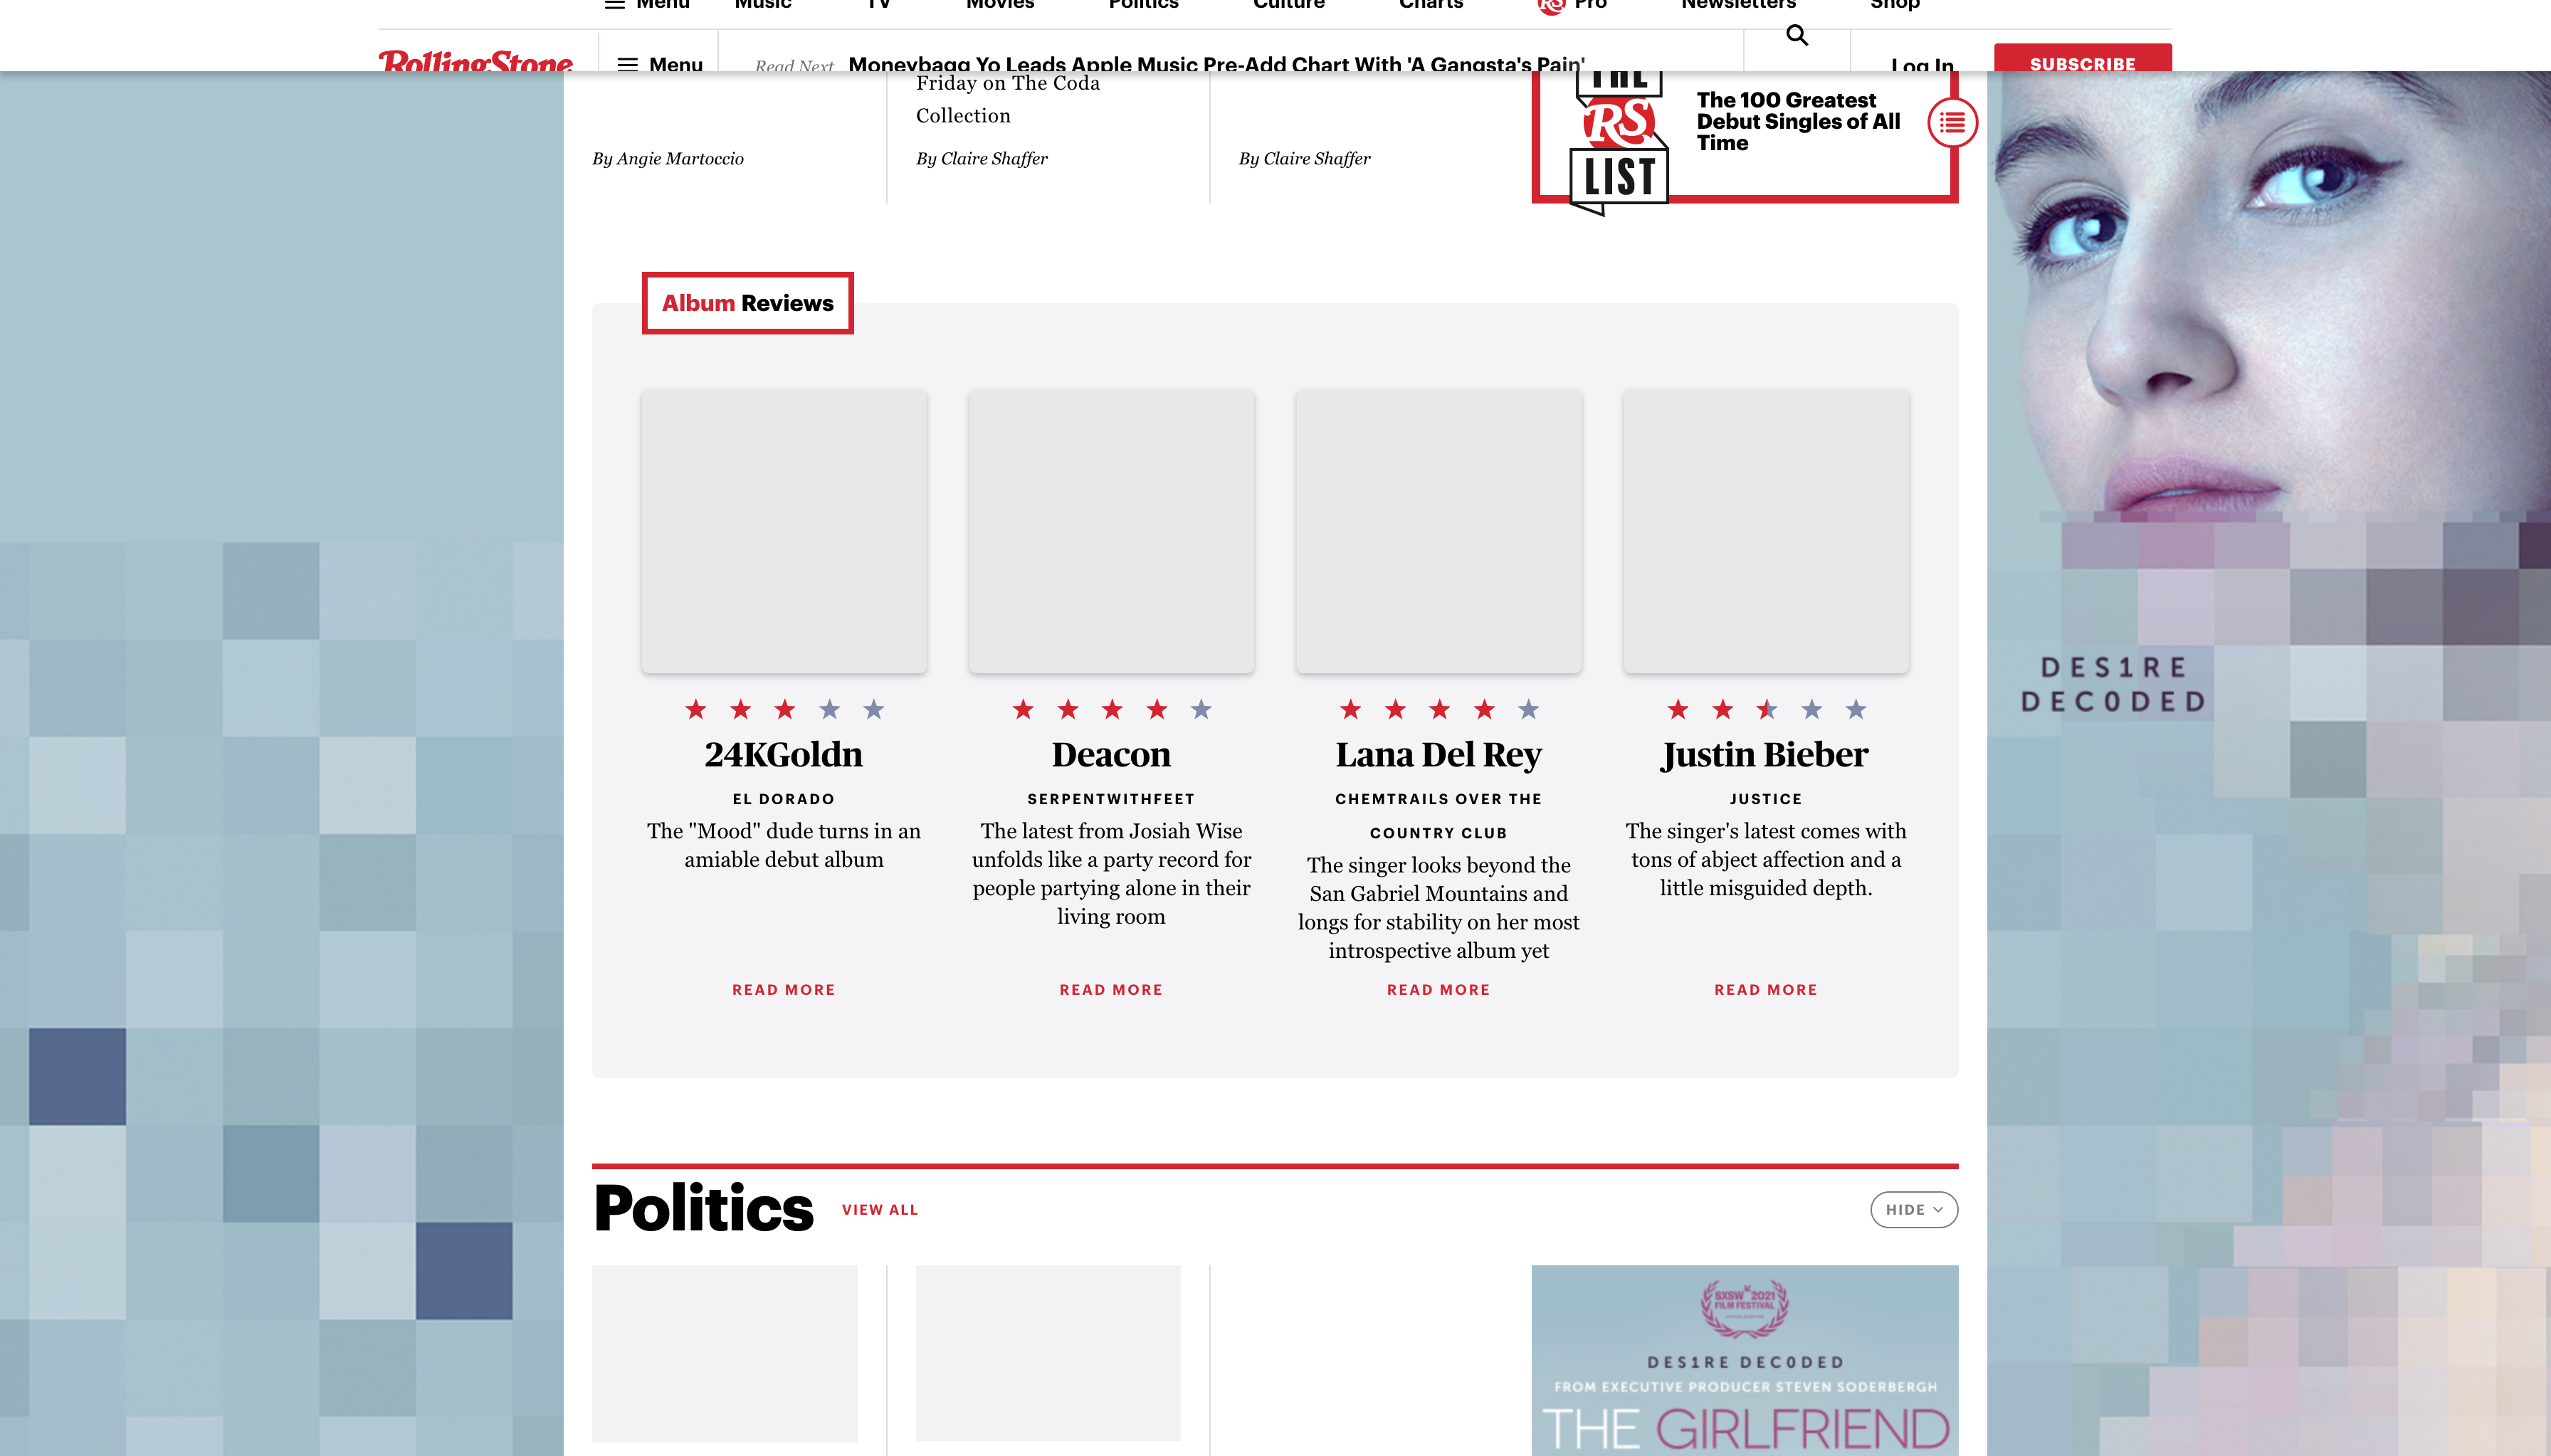 Menu Music TV Movies Politics Culture Charts RS Pro Newsletters Shop
RollingStone Menu Read Next Moneybagg Yo Leads Apple Music Pre-Add Chart With 'A Gangsta's Pain' Log In SUBSCRIBE
Friday on The Coda
Collection
By Angie Martoccio
By Claire Shaffer
By Claire Shaffer
THE
RS
LIST
The 100 Greatest
Debut Singles of All
Time
Album Reviews
24KGoldn
EL DORADO
The "Mood" dude turns in an
amiable debut album
READ MORE
Deacon
SERPENTWITHFEET
The latest from Josiah Wise
unfolds like a party record for
people partying alone in their
living room
READ MORE
Lana Del Rey
CHEMTRAILS OVER THE
COUNTRY CLUB
The singer looks beyond the
San Gabriel Mountains and
longs for stability on her most
introspective album yet
READ MORE
Justin Bieber
JUSTICE
The singer's latest comes with
tons of abject affection and a
little misguided depth.
READ MORE
DES1RE
DEC0DED
Politics VIEW ALL HIDE
SXSW 2021
FILM FESTIVAL
DES1RE DEC0DED
FROM EXECUTIVE PRODUCER STEVEN SODERBERGH
THE GIRLFRIEND